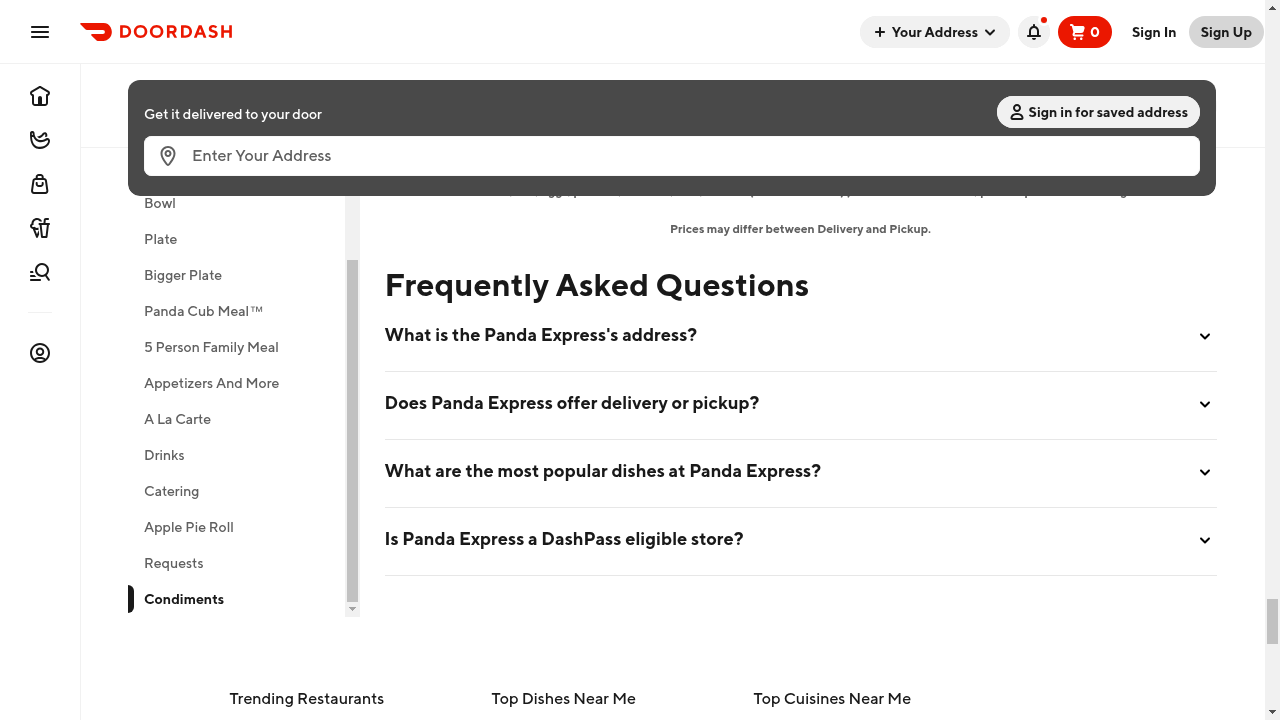 DOORDASH
Your Address
0
Sign In
Sign Up
Get it delivered to your door
Sign in for saved address
Enter Your Address
Bowl
Plate
Bigger Plate
Panda Cub Meal™
5 Person Family Meal
Appetizers And More
A La Carte
Drinks
Catering
Apple Pie Roll
Requests
Condiments
Prices may differ between Delivery and Pickup.
Frequently Asked Questions
What is the Panda Express's address?
Does Panda Express offer delivery or pickup?
What are the most popular dishes at Panda Express?
Is Panda Express a DashPass eligible store?
Trending Restaurants
Top Dishes Near Me
Top Cuisines Near Me